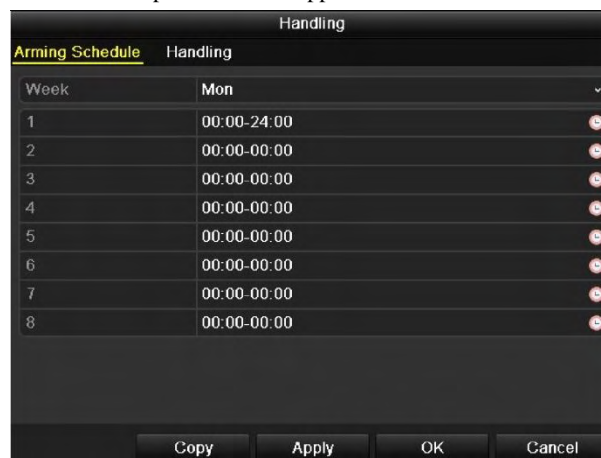 Handling
Arming Schedule Handling
Week Mon
1 00:00-24:00
2 00:00-00:00
3 00:00-00:00
4 00:00-00:00
5 00:00-00:00
6 00:00-00:00
7 00:00-00:00
8 00:00-00:00
Copy Apply OK Cancel